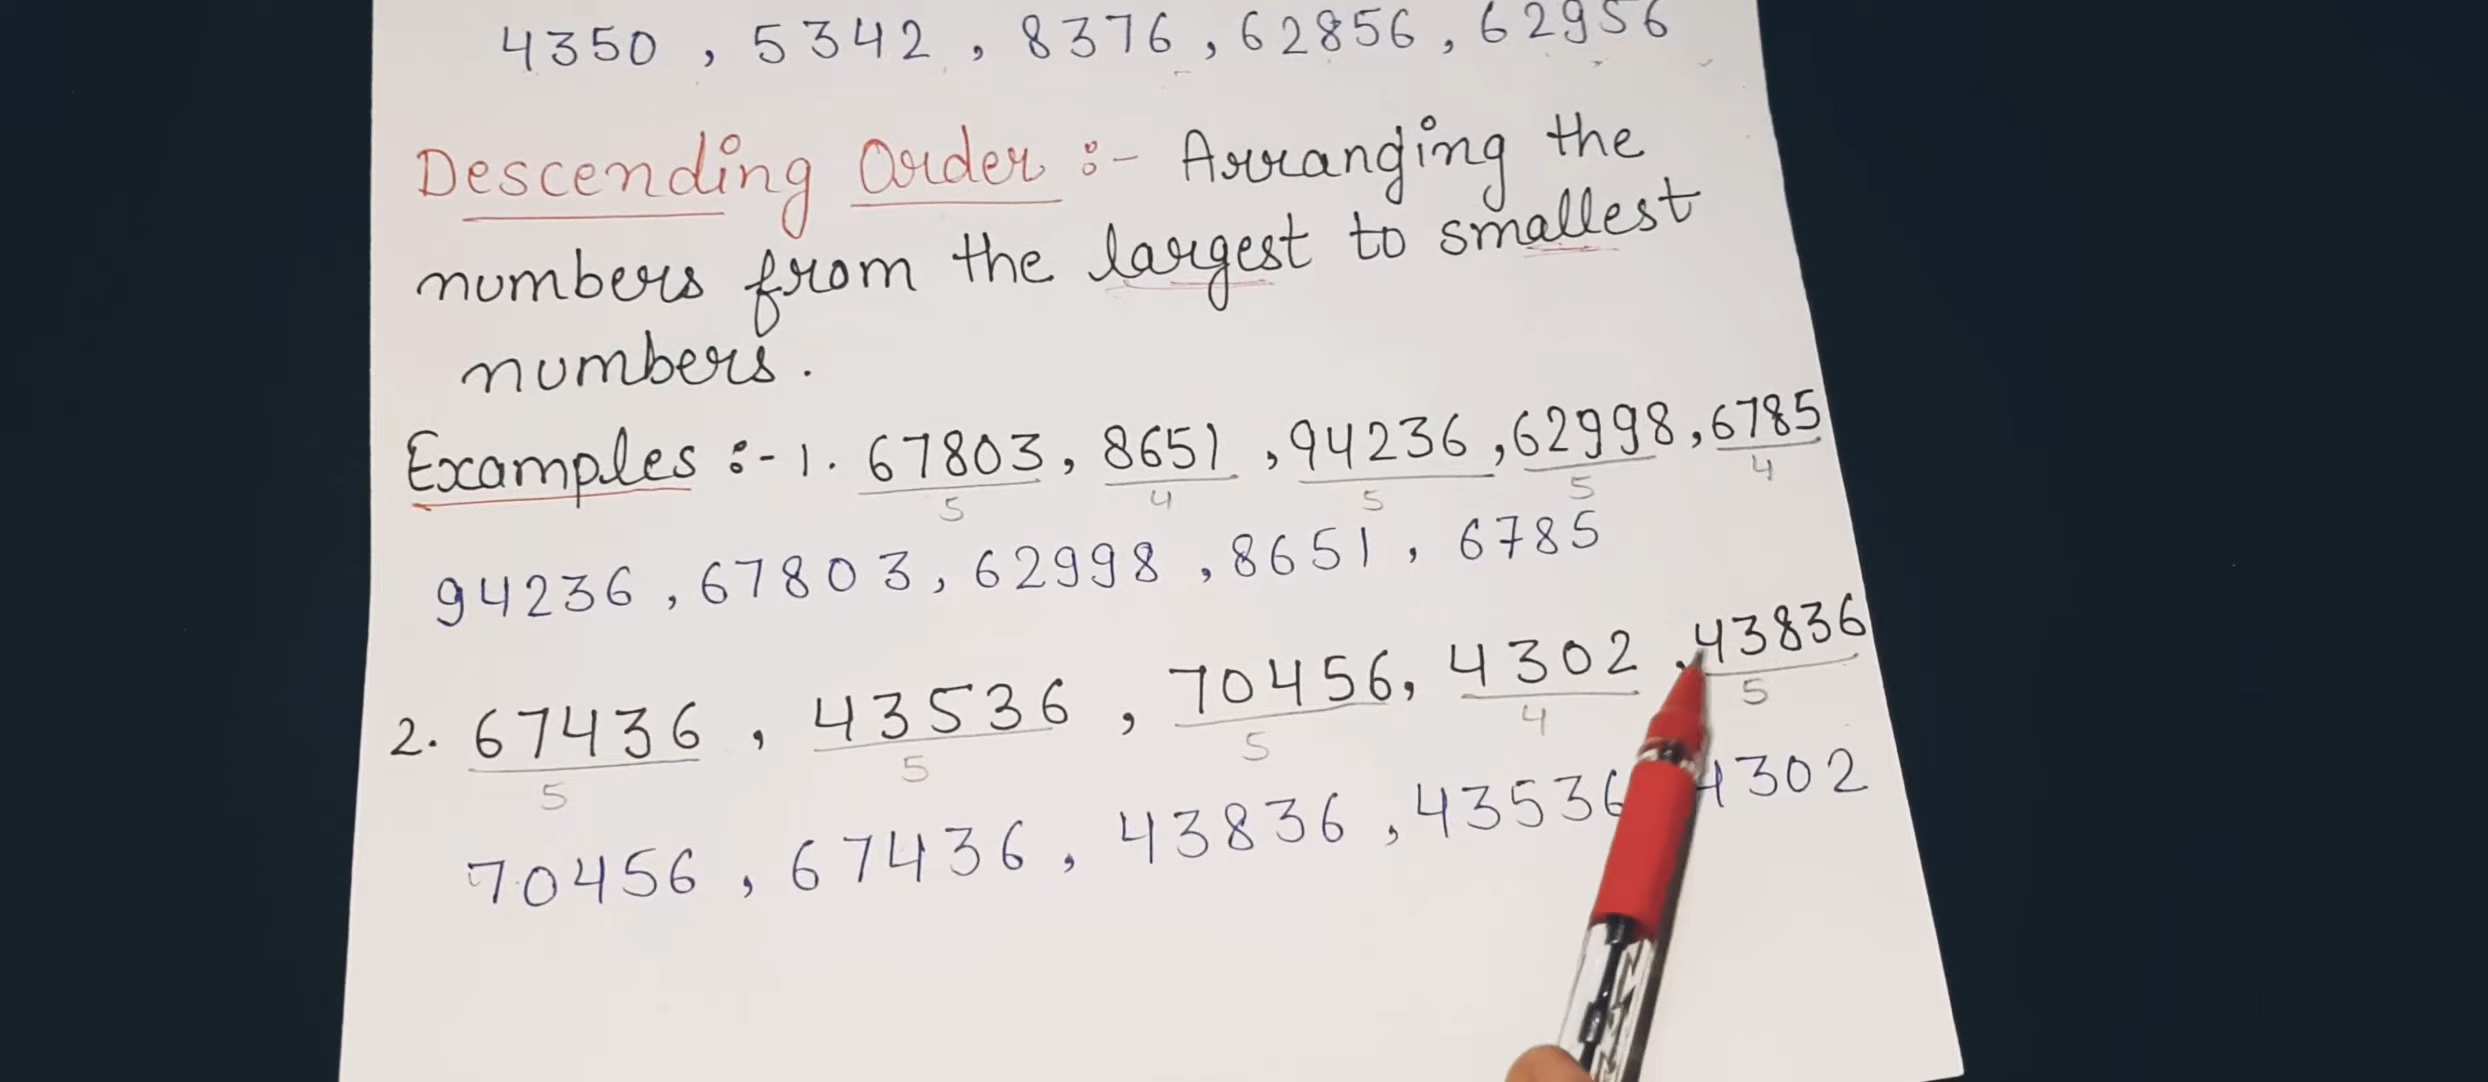 4350 , 5342 , 8376 , 62856 , 62956
Descending Order :- Arranging the
numbers from the largest to smallest
numbers.
Examples :- 1. 67803 , 8651 , 94236 , 62998 , 6785
5 4 5 5 4
94236 , 67803 , 62998 , 8651 , 6785
2. 67436 , 43536 , 70456 , 4302 , 43836
5 5 5 4 5
70456 , 67436 , 43836 , 43536 4302